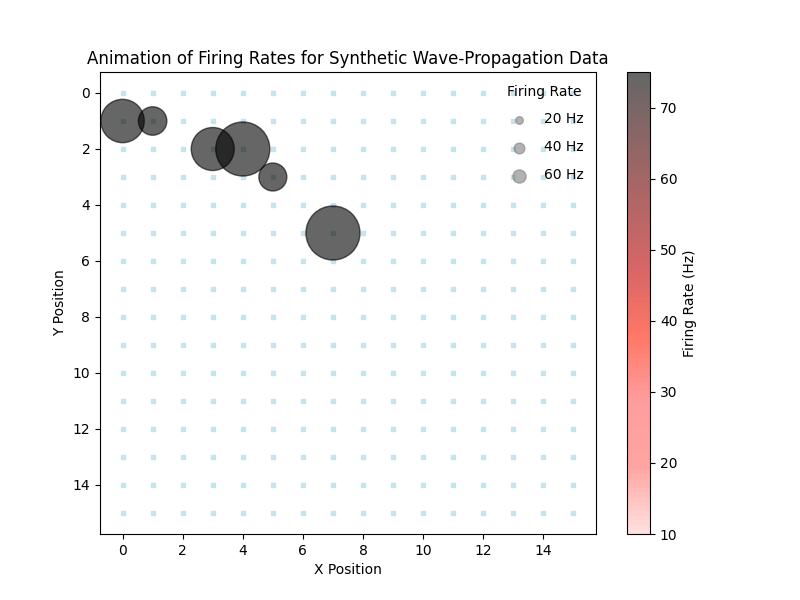 Animation of Firing Rates for Synthetic Wave-Propagation Data
Firing Rate
20 Hz
40 Hz
60 Hz
Y Position
0
2
4
6
8
10
12
14
0 2 4 6 8 10 12 14
X Position
70
60
50
40
30
20
10
Firing Rate (Hz)